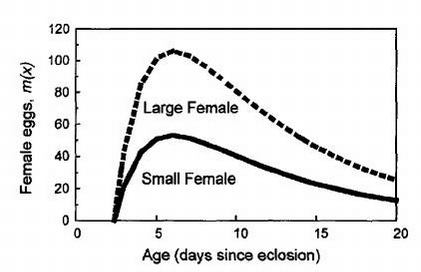 120
100
80
60
40
20
0
Female eggs, m(x)
Large Female
Small Female
0 5 10 15 20
Age (days since eclosion)